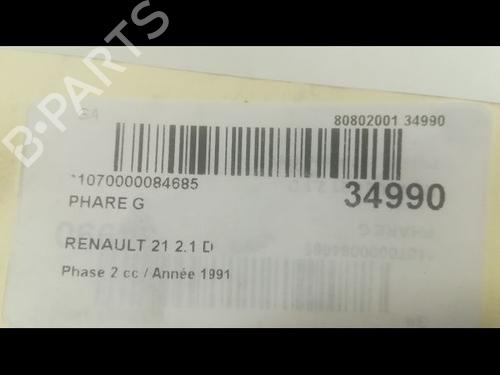 80802001 34990
*1070000084685
34990
PHARE G
RENAULT 21 2.1 D
Phase 2 cc / Année 1991
B-PARTS